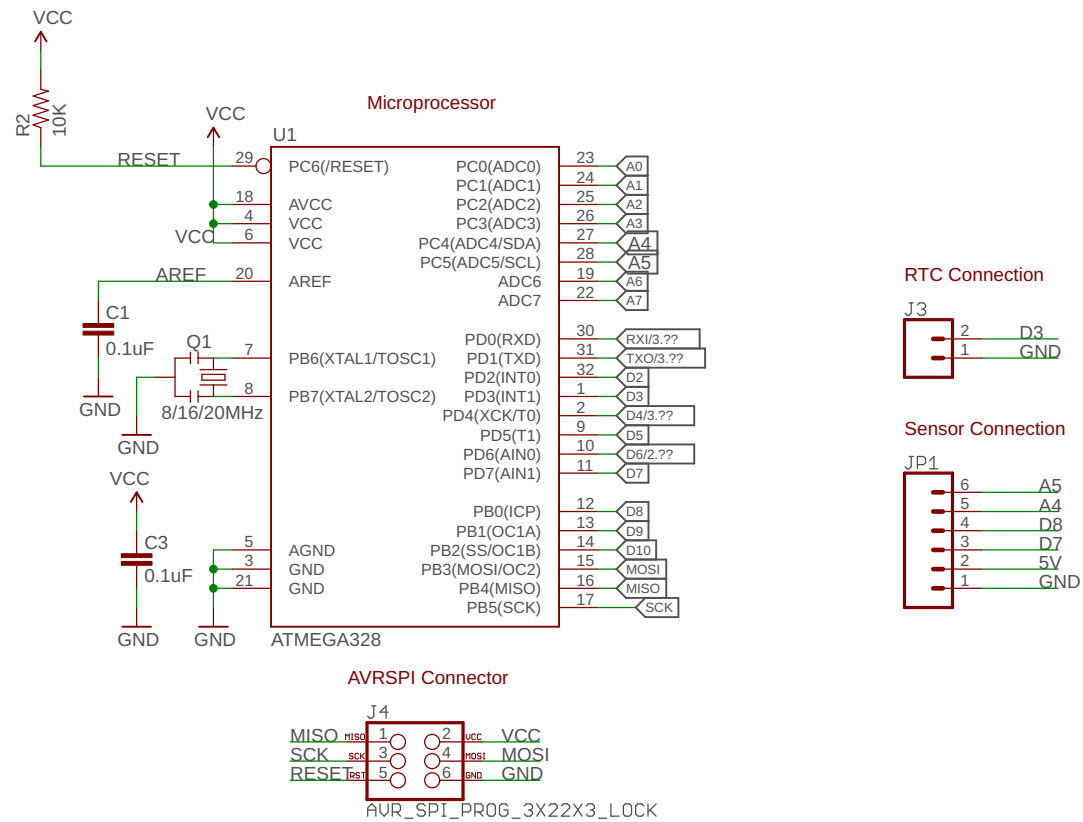 VCC
R2
10K
Microprocessor
VCC
U1
RESET
29
PC6(/RESET)
18
AVCC
4
VCC
VCC
6
VCC
AREF
20
AREF
C1
0.1uF
GND
Q1
7
PB6(XTAL1/TOSC1)
8
PB7(XTAL2/TOSC2)
8/16/20MHz
GND
VCC
C3
0.1uF
GND
5
AGND
3
GND
21
GND
GND
ATMEGA328
PC0(ADC0) 23 A0
PC1(ADC1) 24 A1
PC2(ADC2) 25 A2
PC3(ADC3) 26 A3
PC4(ADC4/SDA) 27 A4
PC5(ADC5/SCL) 28 A5
ADC6 19 A6
ADC7 22 A7
PD0(RXD) 30 RXI/3.??
PD1(TXD) 31 TXO/3.??
PD2(INT0) 32 D2
PD3(INT1) 1 D3
PD4(XCK/T0) 2 D4/3.??
PD5(T1) 9 D5
PD6(AIN0) 10 D6/2.??
PD7(AIN1) 11 D7
PB0(ICP) 12 D8
PB1(OC1A) 13 D9
PB2(SS/OC1B) 14 D10
PB3(MOSI/OC2) 15 MOSI
PB4(MISO) 16 MISO
PB5(SCK) 17 SCK
RTC Connection
J3
2 D3
1 GND
Sensor Connection
JP1
6 A5
5 A4
4 D8
3 D7
2 5V
1 GND
AVRSPI Connector
J4
MISO MISO 1 2 VCC VCC
SCK SCK 3 4 MOSI MOSI
RESET RST 5 6 GND GND
AVR_SPI_PROG_3X22X3_LOCK